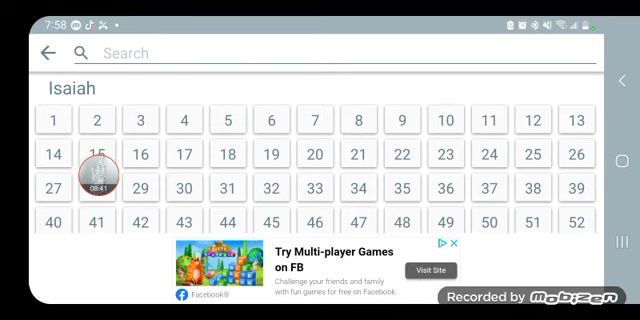 7:58
Search
Isaiah
1 2 3 4 5 6 7 8 9 10 11 12 13
14 15 16 17 18 19 20 21 22 23 24 25 26
27 29 30 31 32 33 34 35 36 37 38 39
08:41
40 41 42 43 44 45 46 47 48 49 50 51 52
Try Multi-player Games
on FB
Visit Site
Challenge your friends and family
with fun games for free on Facebook.
Facebook®
Recorded by Mobizen